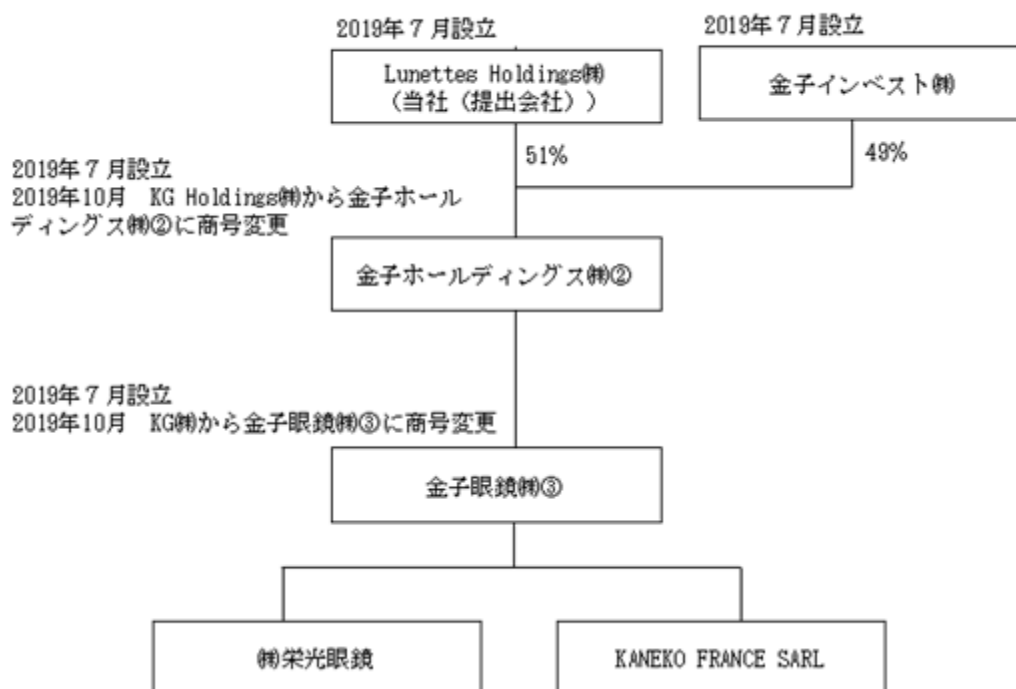 2019年７月設立
2019年７月設立
Lunettes Holdings㈱
（当社（提出会社））
金子インベスト㈱
51%
49%
2019年７月設立
2019年10月　KG Holdings㈱から金子ホール
ディングス㈱②に商号変更
金子ホールディングス㈱②
2019年７月設立
2019年10月　KG㈱から金子眼鏡㈱③に商号変更
金子眼鏡㈱③
㈱栄光眼鏡
KANEKO FRANCE SARL